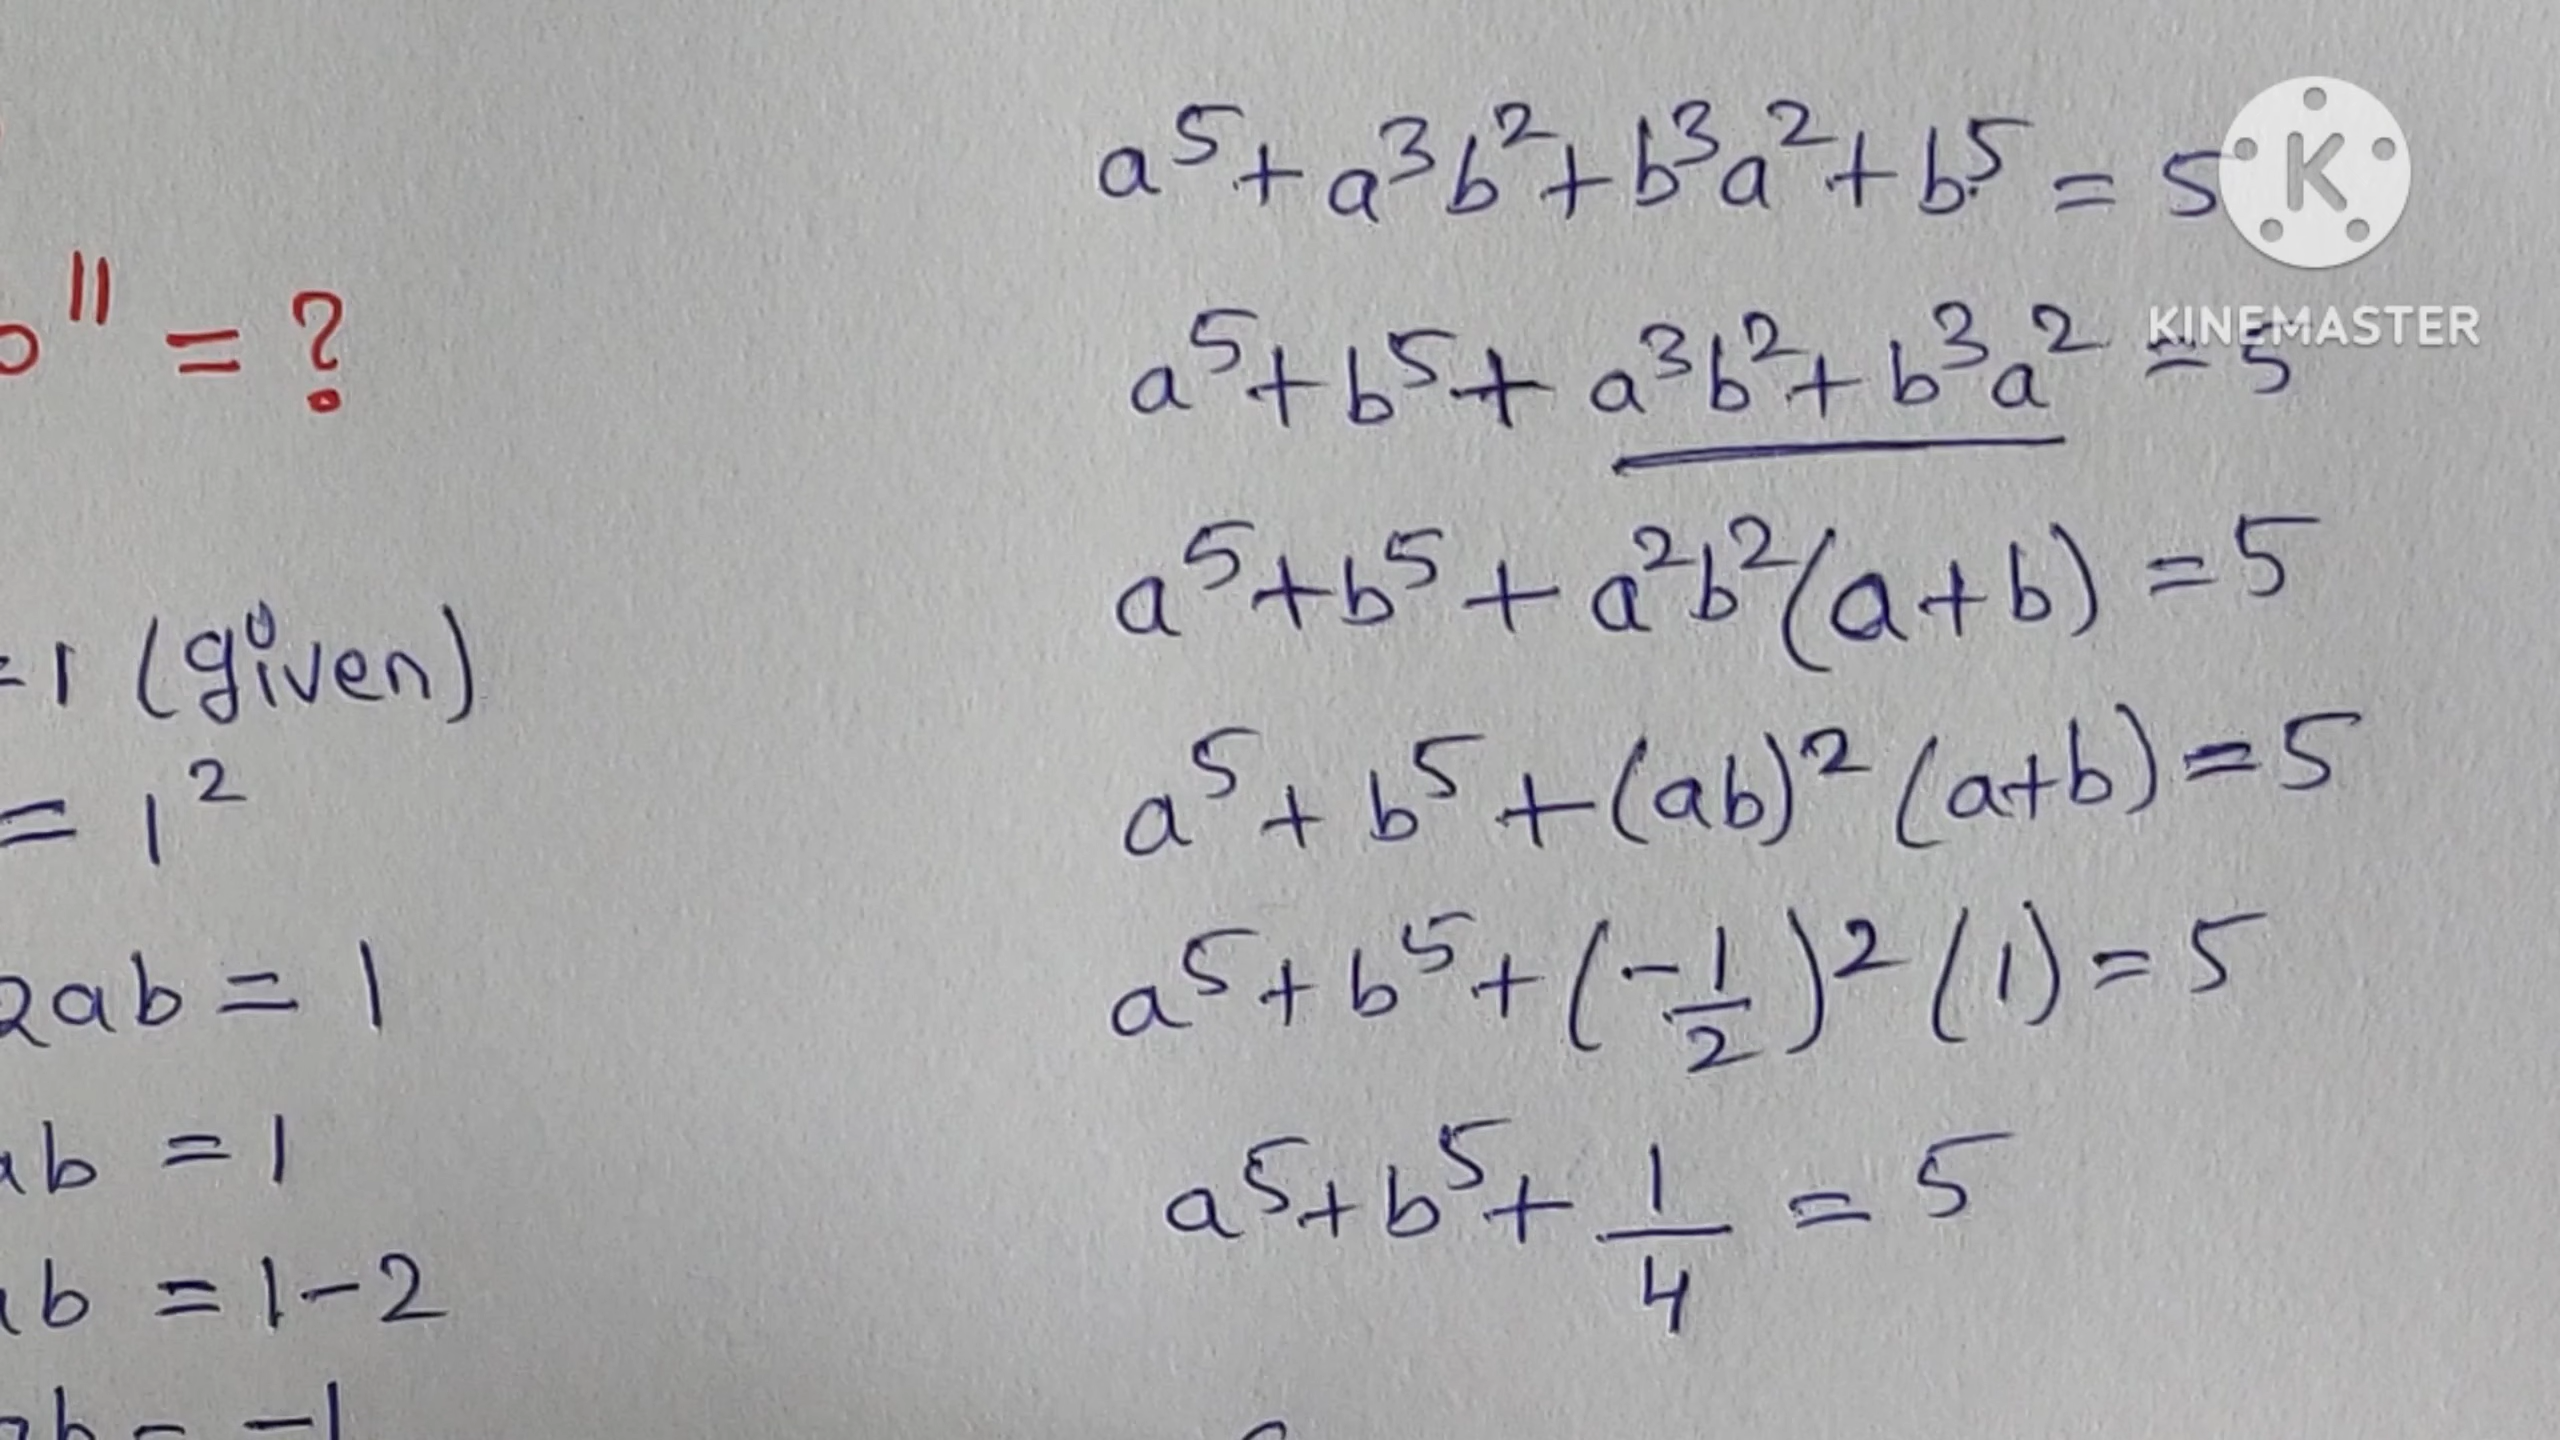 b¹¹ = ?
=1 (given)
= 1²
2ab = 1
ab = 1
ab = 1-2
ab = -1
a⁵+a³b²+b³a²+b⁵ = 5
a⁵+b⁵+a³b²+b³a² = 5
a⁵+b⁵+a²b²(a+b) = 5
a⁵+b⁵+(ab)²(a+b) = 5
a⁵+b⁵+(-1/2)²(1) = 5
a⁵+b⁵+1/4 = 5
K
KINEMASTER